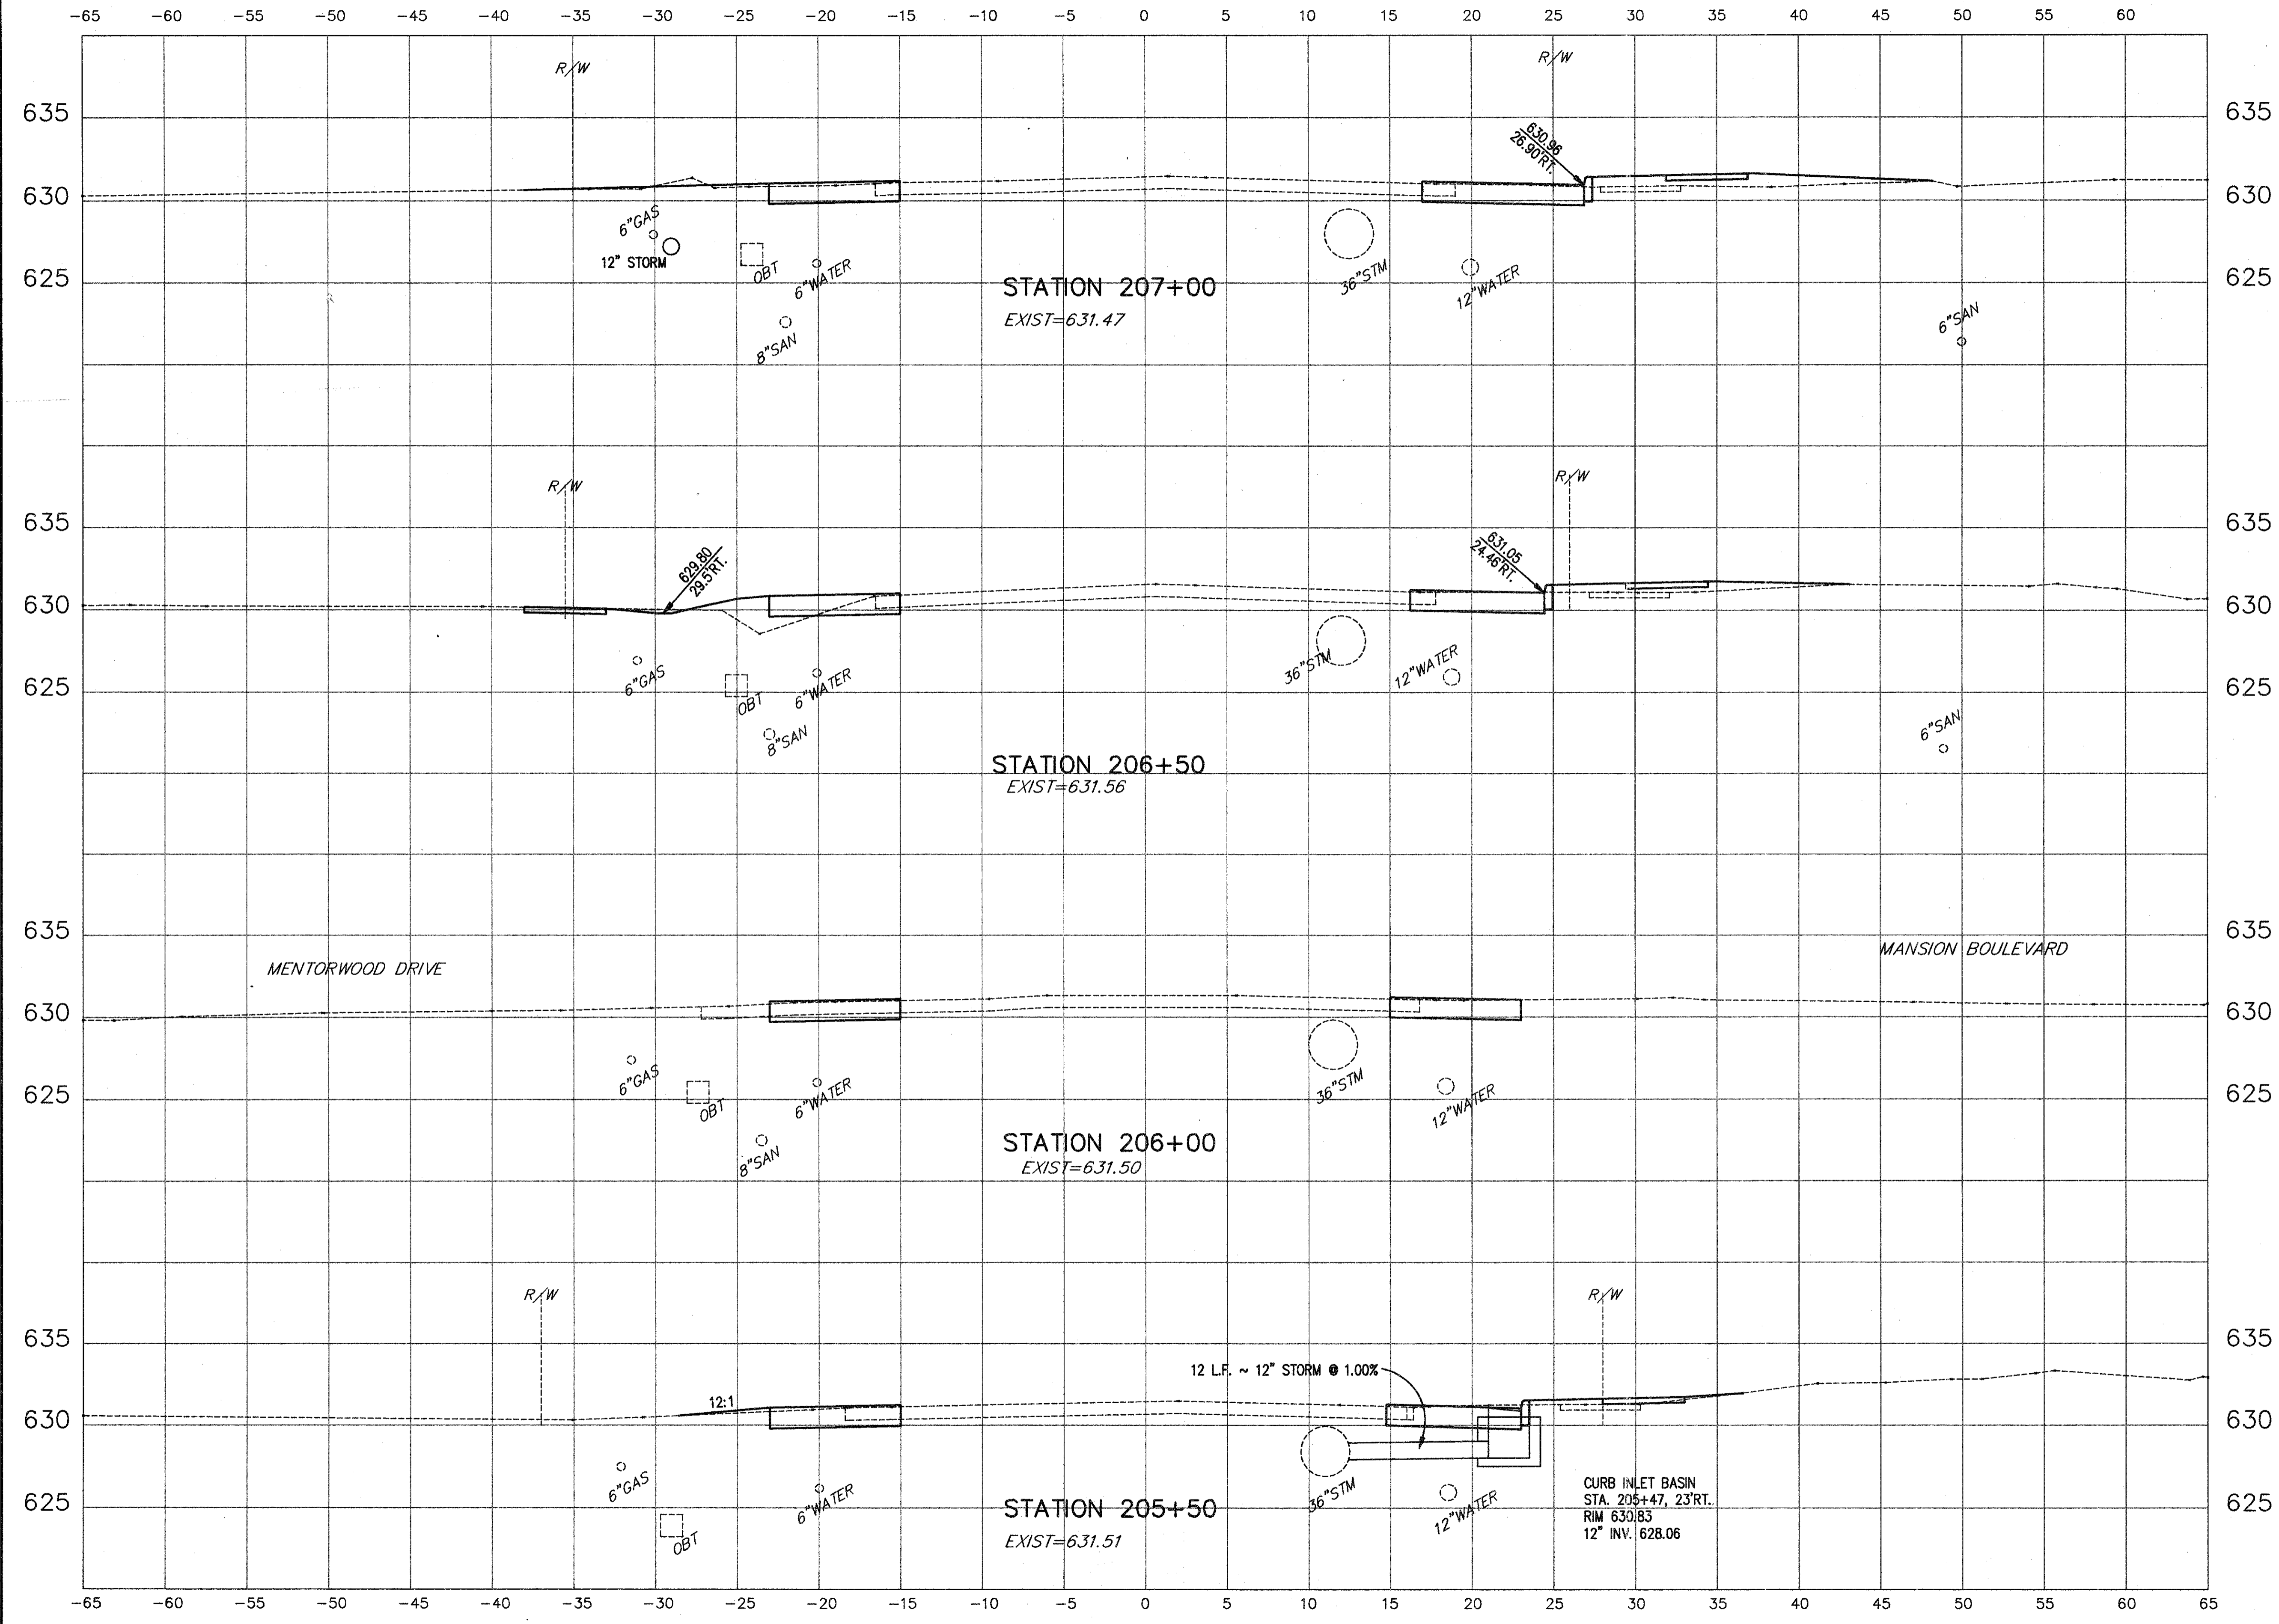 -65 -60 -55 -50 -45 -40 -35 -30 -25 -20 -15 -10 -5 0 5 10 15 20 25 30 35 40 45 50 55 60
R/W R/W
635 635
630.96
26.90'RT.
630 630
6"GAS
12" STORM
OBT
6"WATER
36"STM
12"WATER
625 625
STATION 207+00
EXIST=631.47
8"SAN
6"SAN
R/W R/W
635 635
629.80
29.5'RT.
631.05
24.46'RT.
630 630
6"GAS
OBT
6"WATER
36"STM
12"WATER
625 625
8"SAN
6"SAN
STATION 206+50
EXIST=631.56
635 635
MENTORWOOD DRIVE
MANSION BOULEVARD
630 630
6"GAS
OBT
6"WATER
36"STM
12"WATER
625 625
8"SAN
STATION 206+00
EXIST=631.50
R/W R/W
635 635
12 L.F. ~ 12" STORM @ 1.00%
12:1
630 630
6"GAS
OBT
6"WATER
36"STM
12"WATER
625 625
STATION 205+50
EXIST=631.51
CURB INLET BASIN
STA. 205+47, 23'RT.
RIM 630.83
12" INV. 628.06
-65 -60 -55 -50 -45 -40 -35 -30 -25 -20 -15 -10 -5 0 5 10 15 20 25 30 35 40 45 50 55 60 65